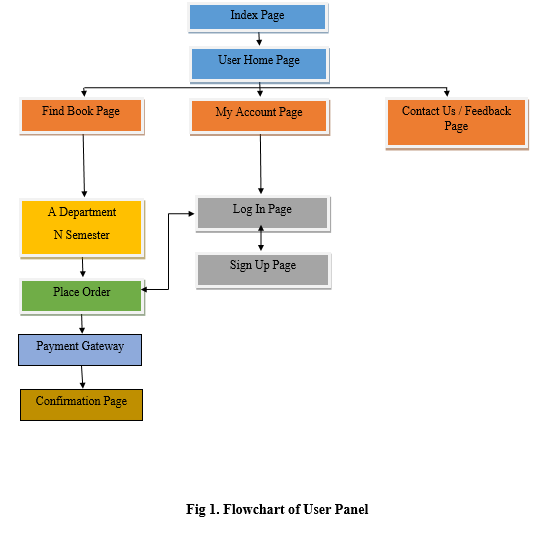 Index Page
User Home Page
Find Book Page
My Account Page
Contact Us / Feedback
Page
A Department
N Semester
Log In Page
Sign Up Page
Place Order
Payment Gateway
Confirmation Page
Fig 1. Flowchart of User Panel